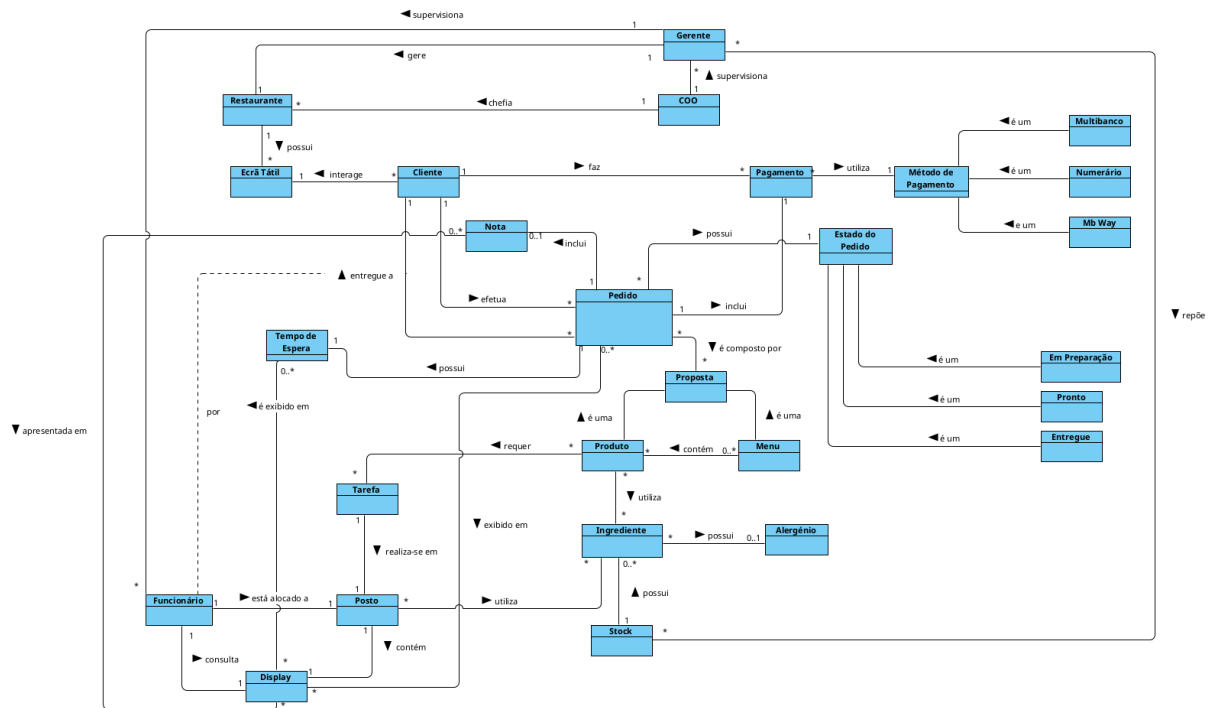 supervisiona
1
Gerente
*
gere
1
*
supervisiona
1
1
Restaurante
*
chefia
1
COO
1
possui
*
é um
Multibanco
Ecrã Tátil
1
interage
*
Cliente
1
faz
*
Pagamento
*
utiliza
1
Método de
Pagamento
é um
Numerário
1
1
1
0..*
Nota
0..1
inclui
possui
1
Estado do
Pedido
e um
Mb Way
entregue a
1
*
Pedido
efetua
*
1
inclui
repõe
Tempo de
Espera
1
*
1
0..*
*
é composto por
*
0..*
possui
é um
Em Preparação
Proposta
é exibido em
por
é uma
é uma
é um
Pronto
apresentada em
requer
*
Produto
*
contém
0..*
Menu
é um
Entregue
*
*
Tarefa
utiliza
1
*
exibido em
Ingrediente
*
possui
0..1
Alergénio
realiza-se em
*
0..*
*
1
possui
Funcionário
1
está alocado a
1
Posto
*
utiliza
1
1
1
Stock
*
contém
consulta
*
1
1
Display
*
*